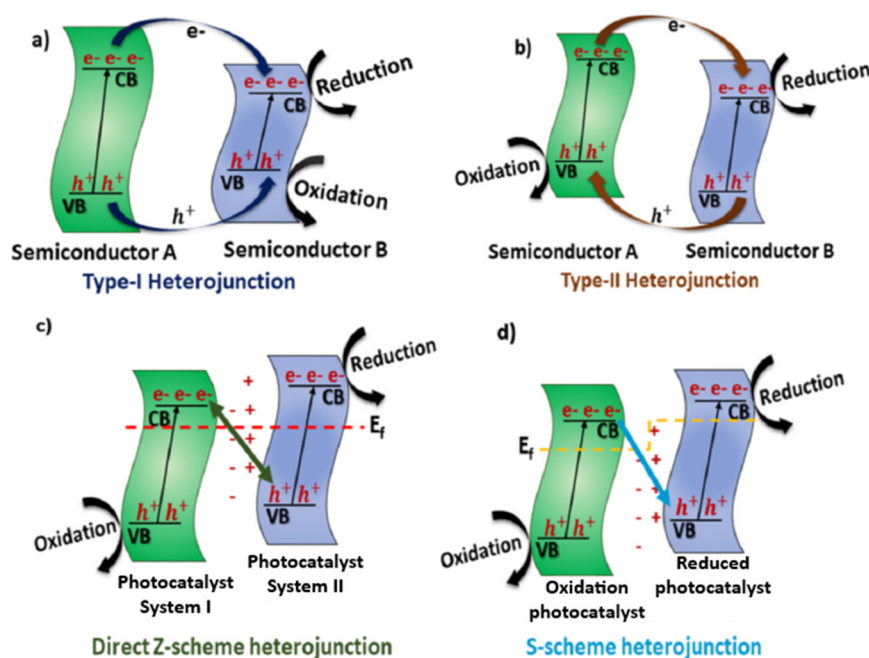 a)
e-
e- e- e-
CB
e- e- e-
CB
Reduction
h⁺ h⁺
VB
h⁺ h⁺
VB
Oxidation
h⁺
Semiconductor A
Semiconductor B
Type-I Heterojunction
b)
e-
e- e- e-
CB
e- e- e-
CB
Reduction
h⁺ h⁺
VB
Oxidation
h⁺ h⁺
VB
h⁺
Semiconductor A
Semiconductor B
Type-II Heterojunction
c)
e- e- e-
CB
e- e- e-
CB
Reduction
+
- +
- +
- +
-
E_f
h⁺ h⁺
VB
h⁺ h⁺
VB
Oxidation
Photocatalyst
System I
Photocatalyst
System II
Direct Z-scheme heterojunction
d)
e- e- e-
CB
e- e- e-
CB
Reduction
E_f
+
- +
- +
- +
-
h⁺ h⁺
VB
h⁺ h⁺
VB
Oxidation
Oxidation
photocatalyst
Reduced
photocatalyst
S-scheme heterojunction